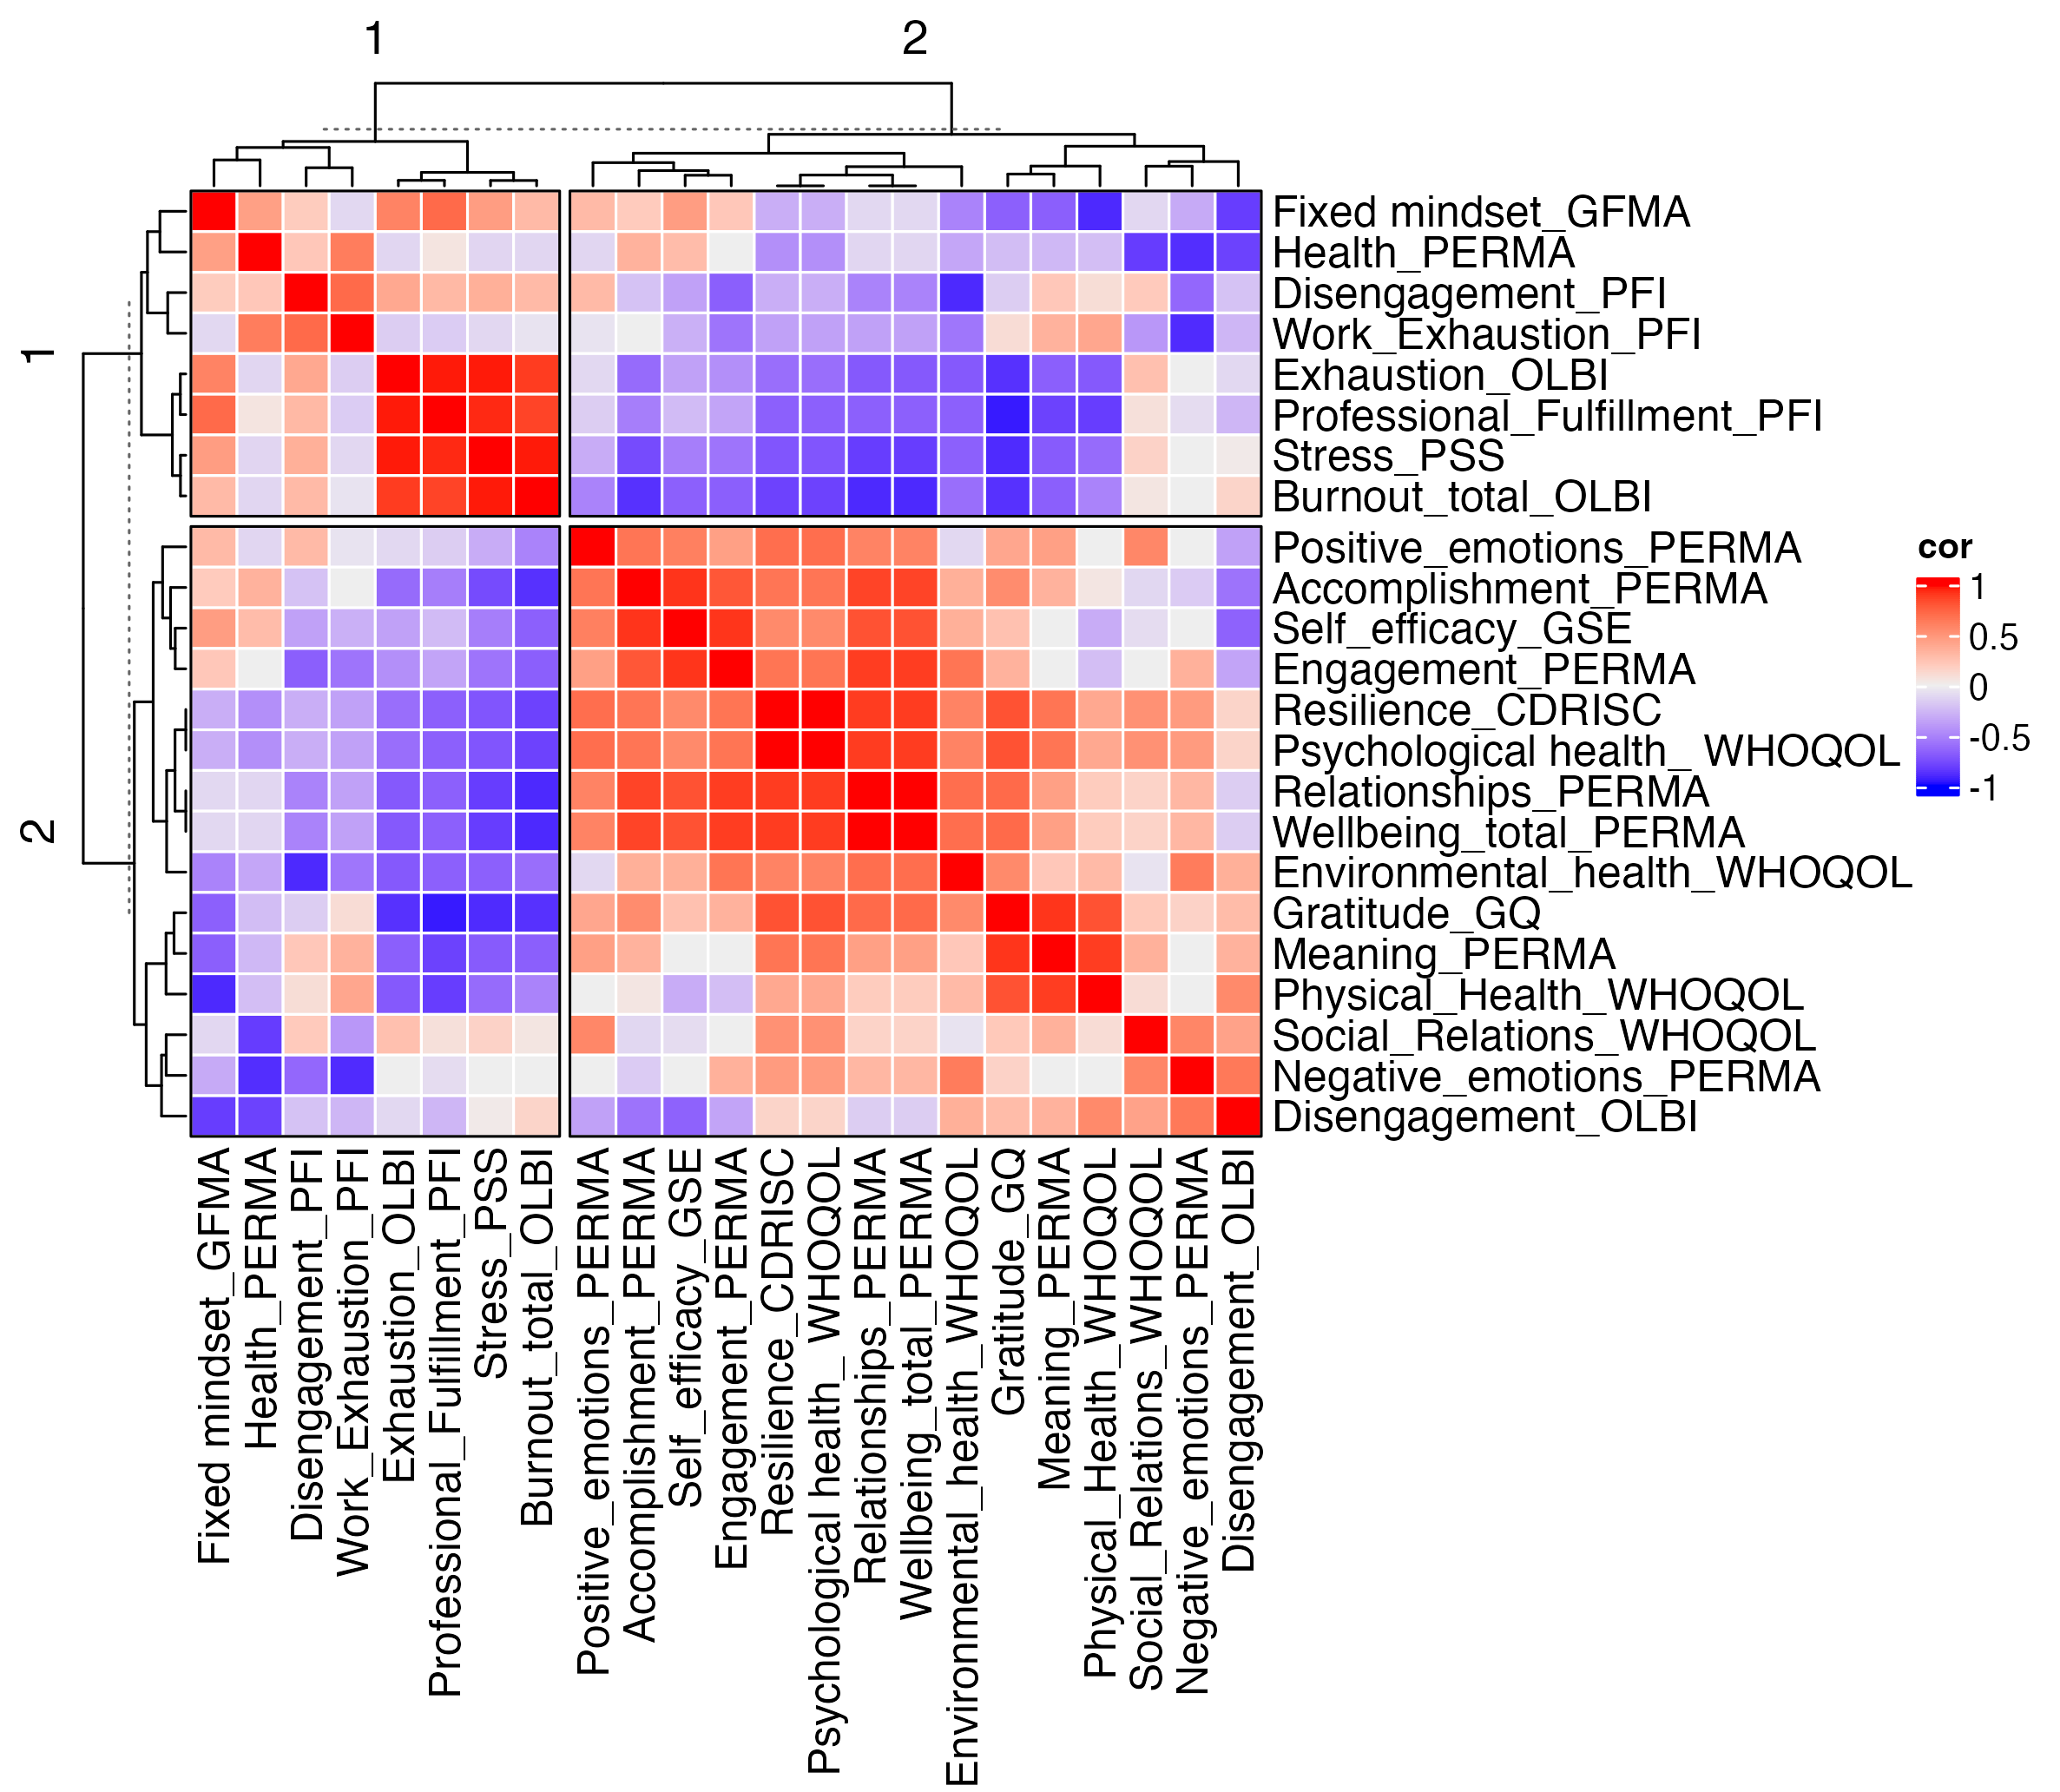 1
2
1
2
Fixed mindset_GFMA
Health_PERMA
Disengagement_PFI
Work_Exhaustion_PFI
Exhaustion_OLBI
Professional_Fulfillment_PFI
Stress_PSS
Burnout_total_OLBI
Positive_emotions_PERMA
Accomplishment_PERMA
Self_efficacy_GSE
Engagement_PERMA
Resilience_CDRISC
Psychological health_ WHOQOL
Relationships_PERMA
Wellbeing_total_PERMA
Environmental_health_WHOQOL
Gratitude_GQ
Meaning_PERMA
Physical_Health_WHOQOL
Social_Relations_WHOQOL
Negative_emotions_PERMA
Disengagement_OLBI
cor
1
0.5
0
-0.5
-1
Fixed mindset_GFMA
Health_PERMA
Disengagement_PFI
Work_Exhaustion_PFI
Exhaustion_OLBI
Professional_Fulfillment_PFI
Stress_PSS
Burnout_total_OLBI
Positive_emotions_PERMA
Accomplishment_PERMA
Self_efficacy_GSE
Engagement_PERMA
Resilience_CDRISC
Psychological health_ WHOQOL
Relationships_PERMA
Wellbeing_total_PERMA
Environmental_health_WHOQOL
Gratitude_GQ
Meaning_PERMA
Physical_Health_WHOQOL
Social_Relations_WHOQOL
Negative_emotions_PERMA
Disengagement_OLBI